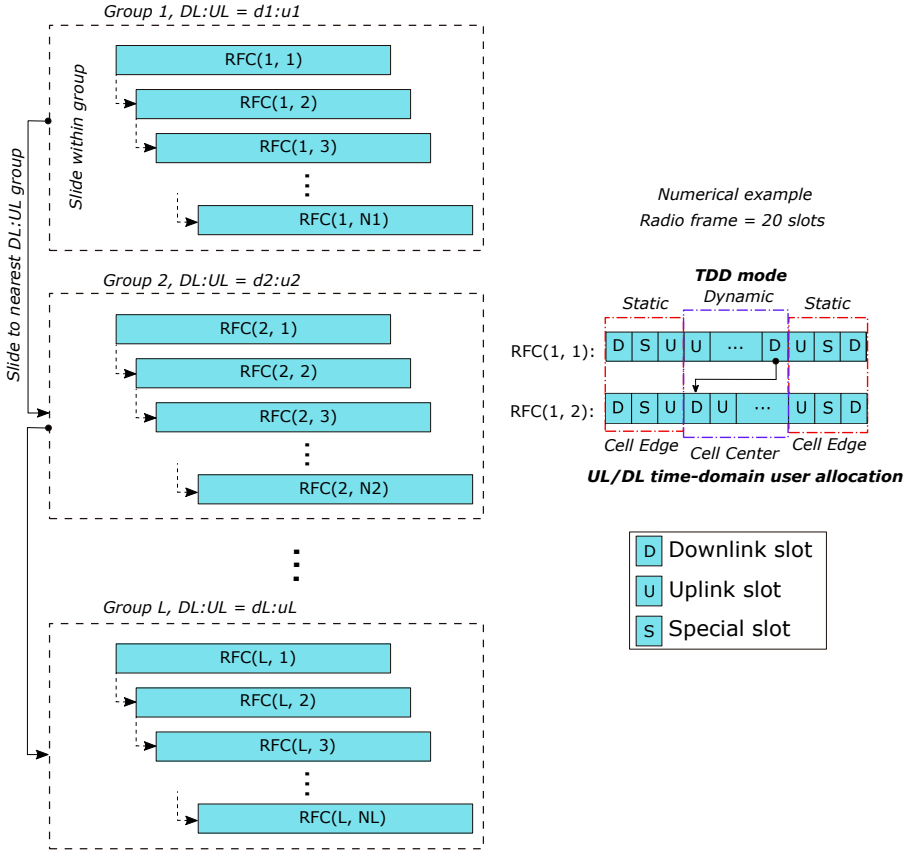 Group 1, DL:UL = d1:u1
Slide within group
RFC(1, 1)
RFC(1, 2)
RFC(1, 3)
...
RFC(1, N1)
Slide to nearest DL:UL group
Group 2, DL:UL = d2:u2
RFC(2, 1)
RFC(2, 2)
RFC(2, 3)
...
RFC(2, N2)
...
Group L, DL:UL = dL:uL
RFC(L, 1)
RFC(L, 2)
RFC(L, 3)
...
RFC(L, NL)
Numerical example
Radio frame = 20 slots
TDD mode
Static Dynamic Static
RFC(1, 1): D S U U ... D U S D
RFC(1, 2): D S U D U ... U S D
Cell Edge Cell Center Cell Edge
UL/DL time-domain user allocation
D Downlink slot
U Uplink slot
S Special slot